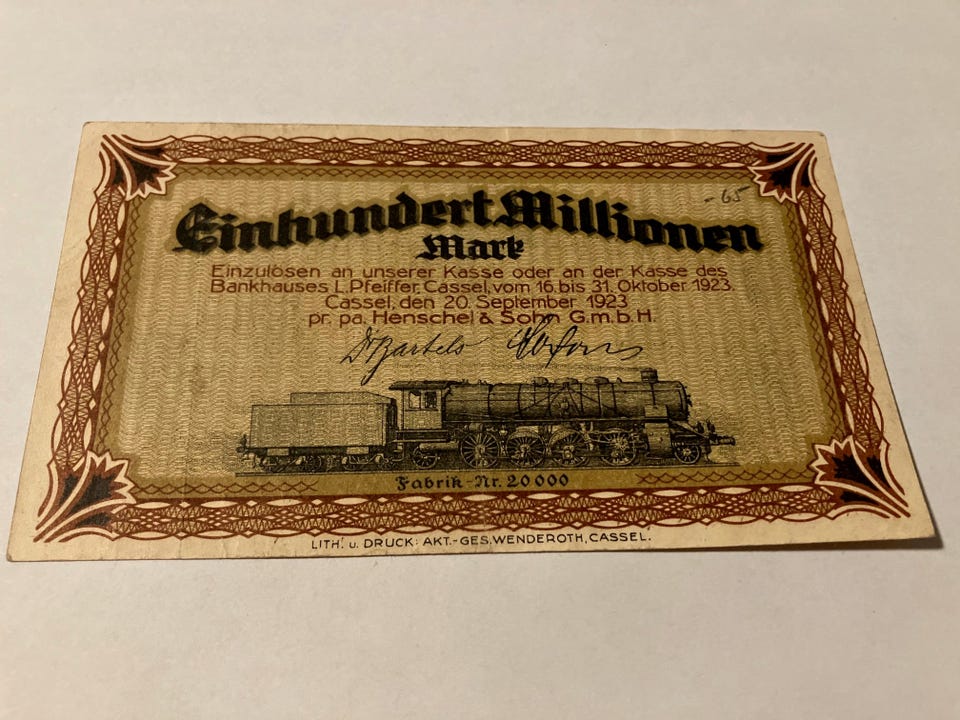 -65
Einhundert Millionen
Mark
Einzulösen an unserer Kasse oder an der Kasse des
Bankhauses L.Pfeiffer, Cassel, vom 16. bis 31. Oktober 1923.
Cassel, den 20. September 1923
pr. pa. Henschel & Sohn G.m.b.H.
Dr Bartels
Fabrik-Nr. 20000
LITH. u. DRUCK: AKT.-GES.WENDEROTH, CASSEL.